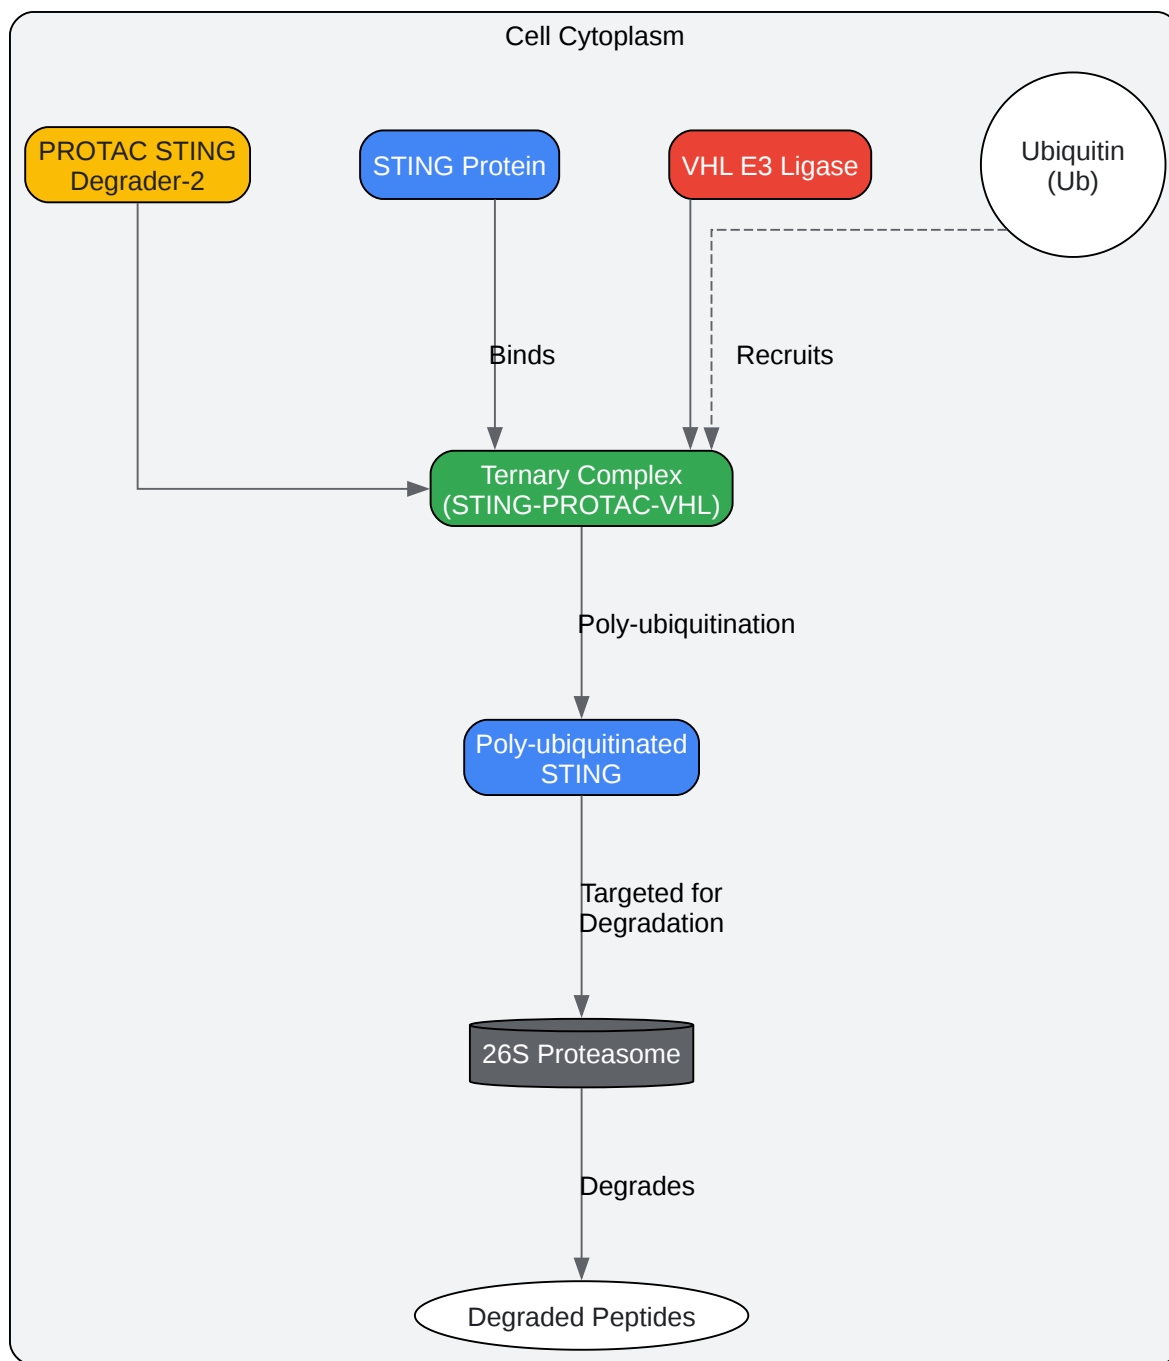 Cell Cytoplasm
PROTAC STING
Degrader-2
STING Protein
VHL E3 Ligase
Ubiquitin
(Ub)
Binds
Recruits
Ternary Complex
(STING-PROTAC-VHL)
Poly-ubiquitination
Poly-ubiquitinated
STING
Targeted for
Degradation
26S Proteasome
Degrades
Degraded Peptides